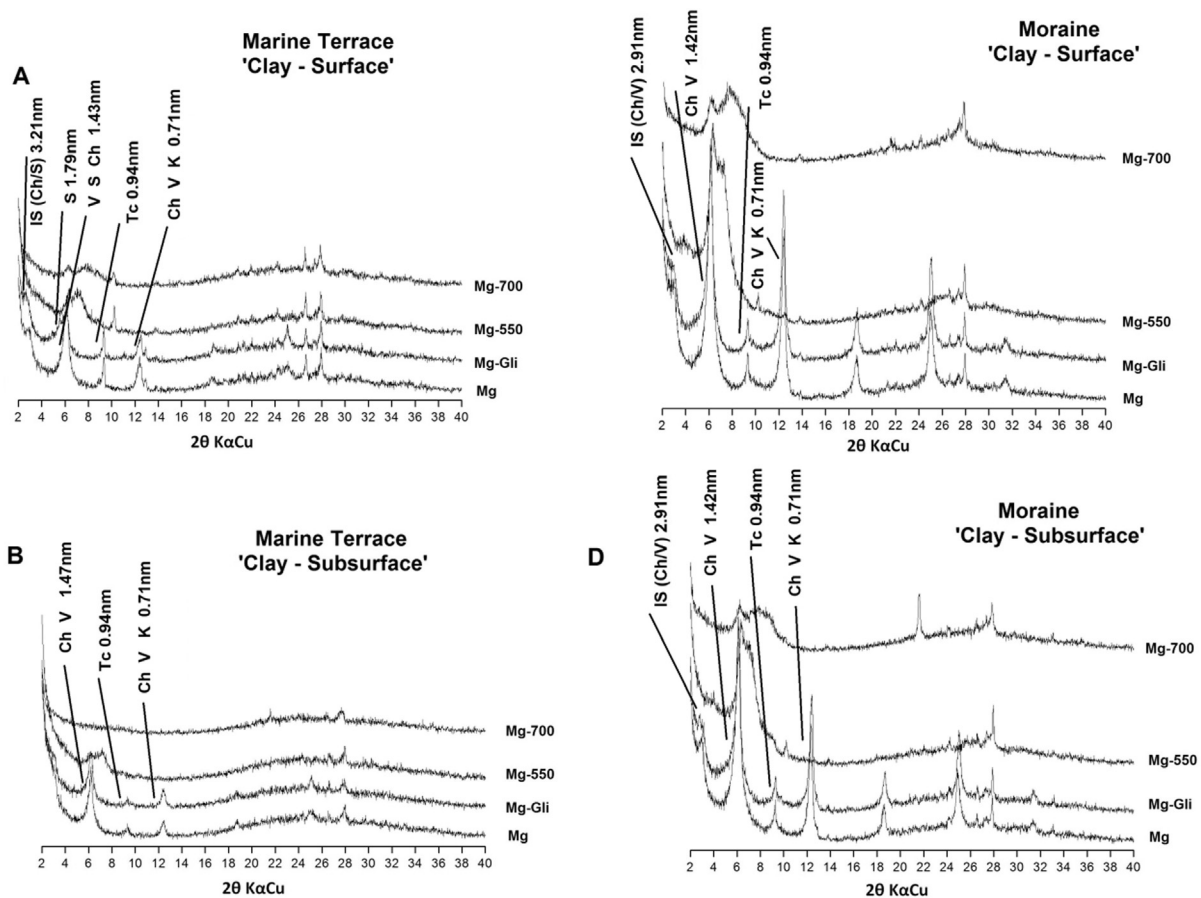 A
Marine Terrace
'Clay - Surface'
IS (Ch/S) 3.21nm
S 1.79nm
V S Ch 1.43nm
Tc 0.94nm
Ch V K 0.71nm
Mg-700
Mg-550
Mg-Gli
Mg
2 4 6 8 10 12 14 16 18 20 22 24 26 28 30 32 34 36 38 40
2θ KαCu
Moraine
'Clay - Surface'
IS (Ch/V) 2.91nm
Ch V 1.42nm
Tc 0.94nm
Ch V K 0.71nm
Mg-700
Mg-550
Mg-Gli
Mg
2 4 6 8 10 12 14 16 18 20 22 24 26 28 30 32 34 36 38 40
2θ KαCu
B
Marine Terrace
'Clay - Subsurface'
Ch V 1.47nm
Tc 0.94nm
Ch V K 0.71nm
Mg-700
Mg-550
Mg-Gli
Mg
2 4 6 8 10 12 14 16 18 20 22 24 26 28 30 32 34 36 38 40
2θ KαCu
D
Moraine
'Clay - Subsurface'
IS (Ch/V) 2.91nm
Ch V 1.42nm
Tc 0.94nm
Ch V K 0.71nm
Mg-700
Mg-550
Mg-Gli
Mg
2 4 6 8 10 12 14 16 18 20 22 24 26 28 30 32 34 36 38 40
2θ KαCu